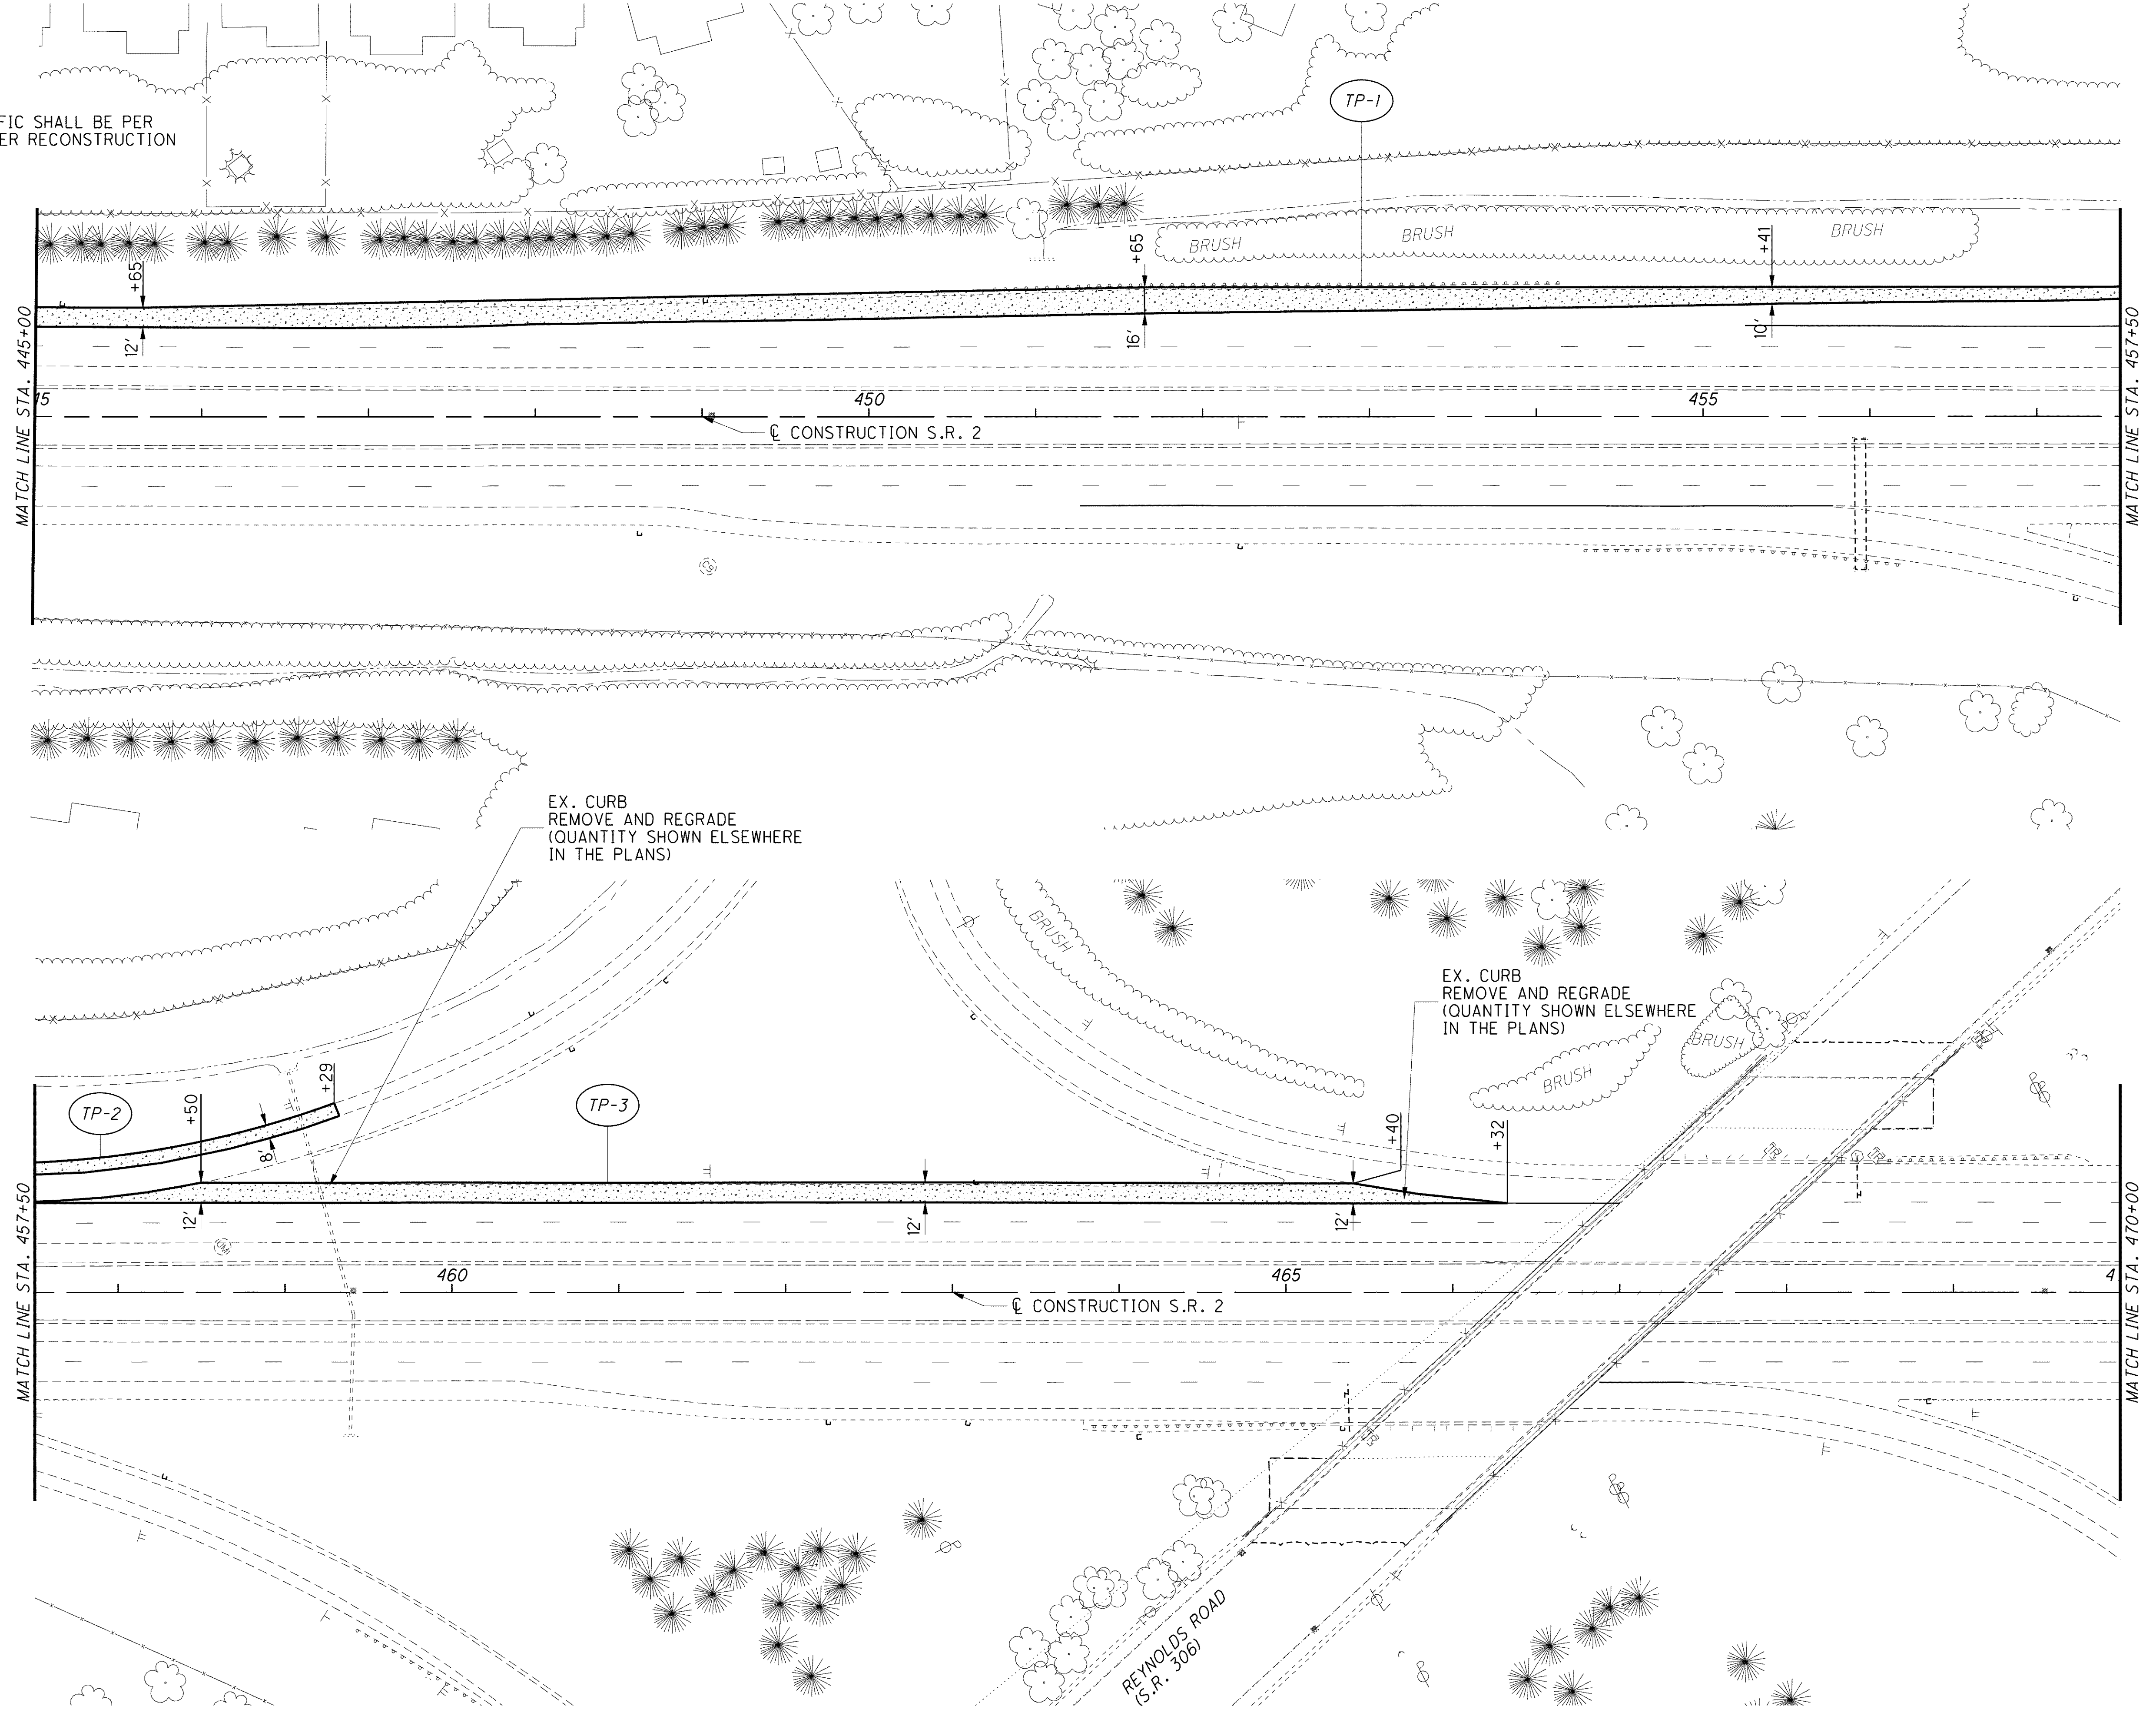 FIC SHALL BE PER
ER RECONSTRUCTION
TP-1
BRUSH
BRUSH
BRUSH
+65
+65
+41
12'
16'
10'
MATCH LINE STA. 445+00
MATCH LINE STA. 457+50
450
455
℄ CONSTRUCTION S.R. 2
CB
EX. CURB
REMOVE AND REGRADE
(QUANTITY SHOWN ELSEWHERE
IN THE PLANS)
BRUSH
EX. CURB
REMOVE AND REGRADE
(QUANTITY SHOWN ELSEWHERE
IN THE PLANS)
BRUSH
BRUSH
TP-2
+50
+29
TP-3
+40
+32
8'
12'
12'
12'
MATCH LINE STA. 457+50
MATCH LINE STA. 470+00
460
465
4
℄ CONSTRUCTION S.R. 2
REYNOLDS ROAD
(S.R. 306)